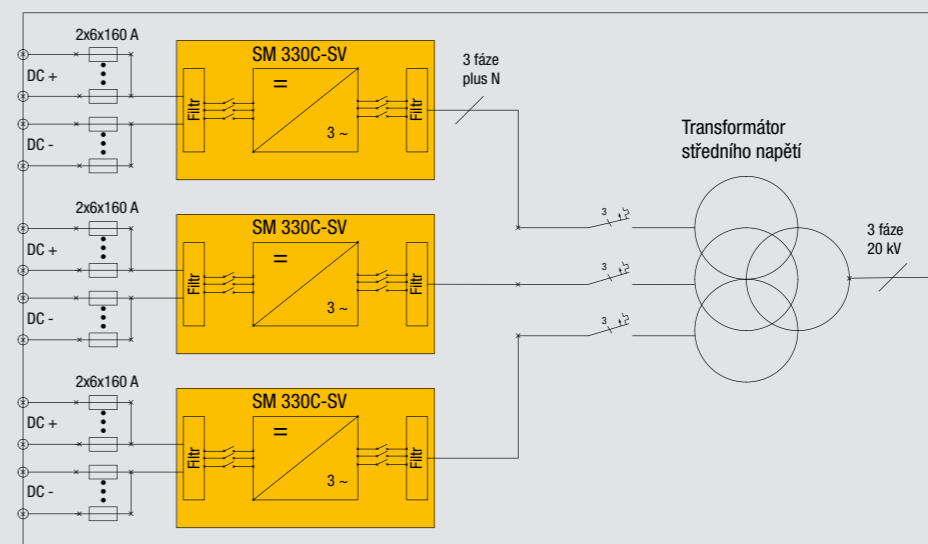 2x6x160 A
SM 330C-SV
DC +
DC -
Filtr
=
3 ~
Filtr
3 fáze
plus N
Transformátor
středního napětí
3
2x6x160 A
SM 330C-SV
DC +
DC -
Filtr
=
3 ~
Filtr
3
3 fáze
20 kV
3
2x6x160 A
SM 330C-SV
DC +
DC -
Filtr
=
3 ~
Filtr